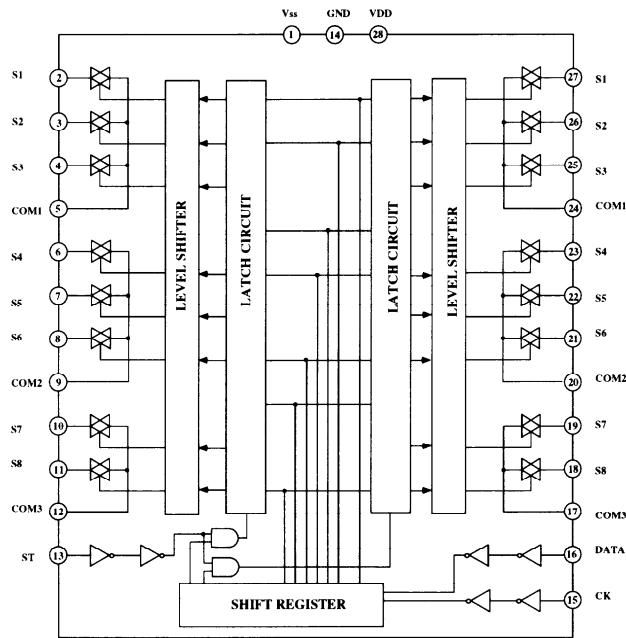 Vss GND VDD
1 14 28
S1 2 27 S1
S2 3 26 S2
S3 4 25 S3
COM1 5 24 COM1
S4 6 23 S4
S5 7 22 S5
S6 8 21 S6
COM2 9 20 COM2
S7 10 19 S7
S8 11 18 S8
COM3 12 17 COM3
ST 13 16 DATA
15 CK
LEVEL SHIFTER
LATCH CIRCUIT
LATCH CIRCUIT
LEVEL SHIFTER
SHIFT REGISTER